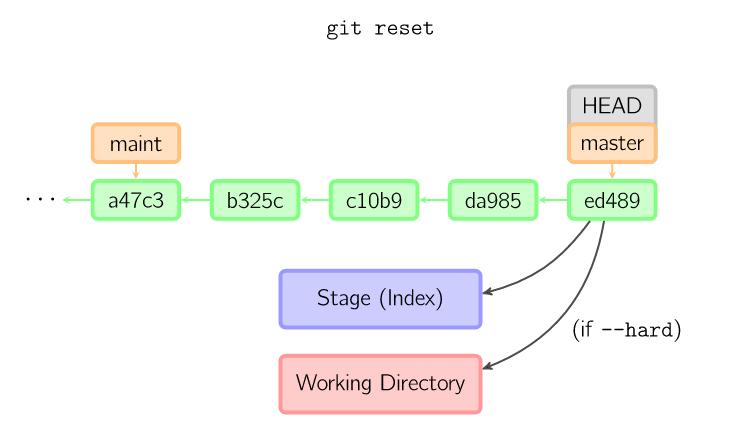 git reset
HEAD
maint
master
··· a47c3 b325c c10b9 da985 ed489
Stage (Index)
(if --hard)
Working Directory